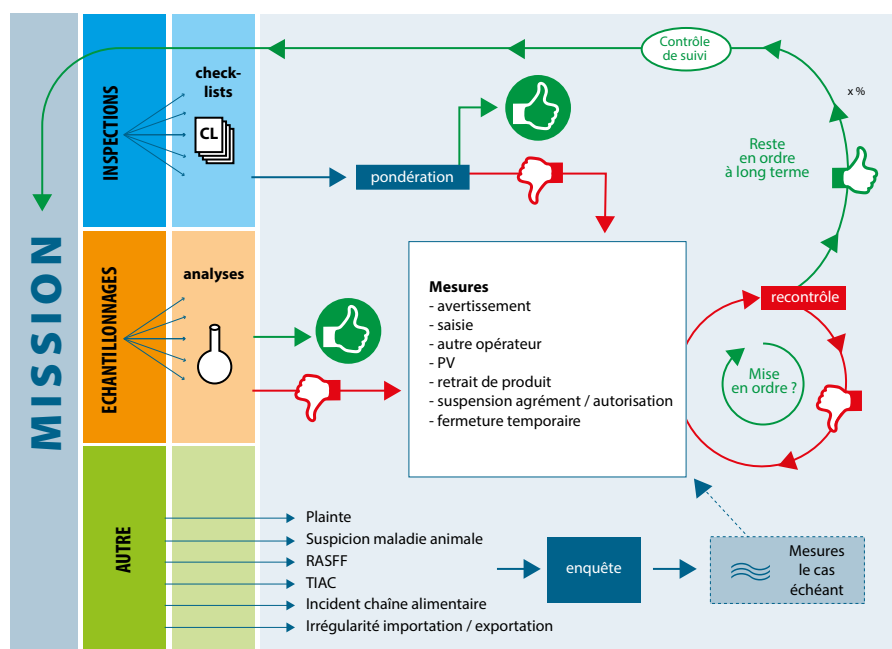 MISSION
INSPECTIONS
check-
lists
CL
pondération
Contrôle
de suivi
x %
Reste
en ordre
à long terme
ECHANTILLONNAGES
analyses
Mesures
- avertissement
- saisie
- autre opérateur
- PV
- retrait de produit
- suspension agrément / autorisation
- fermeture temporaire
recontrôle
Mise
en ordre ?
AUTRE
Plainte
Suspicion maladie animale
RASFF
TIAC
Incident chaîne alimentaire
Irrégularité importation / exportation
enquête
Mesures
le cas
échéant